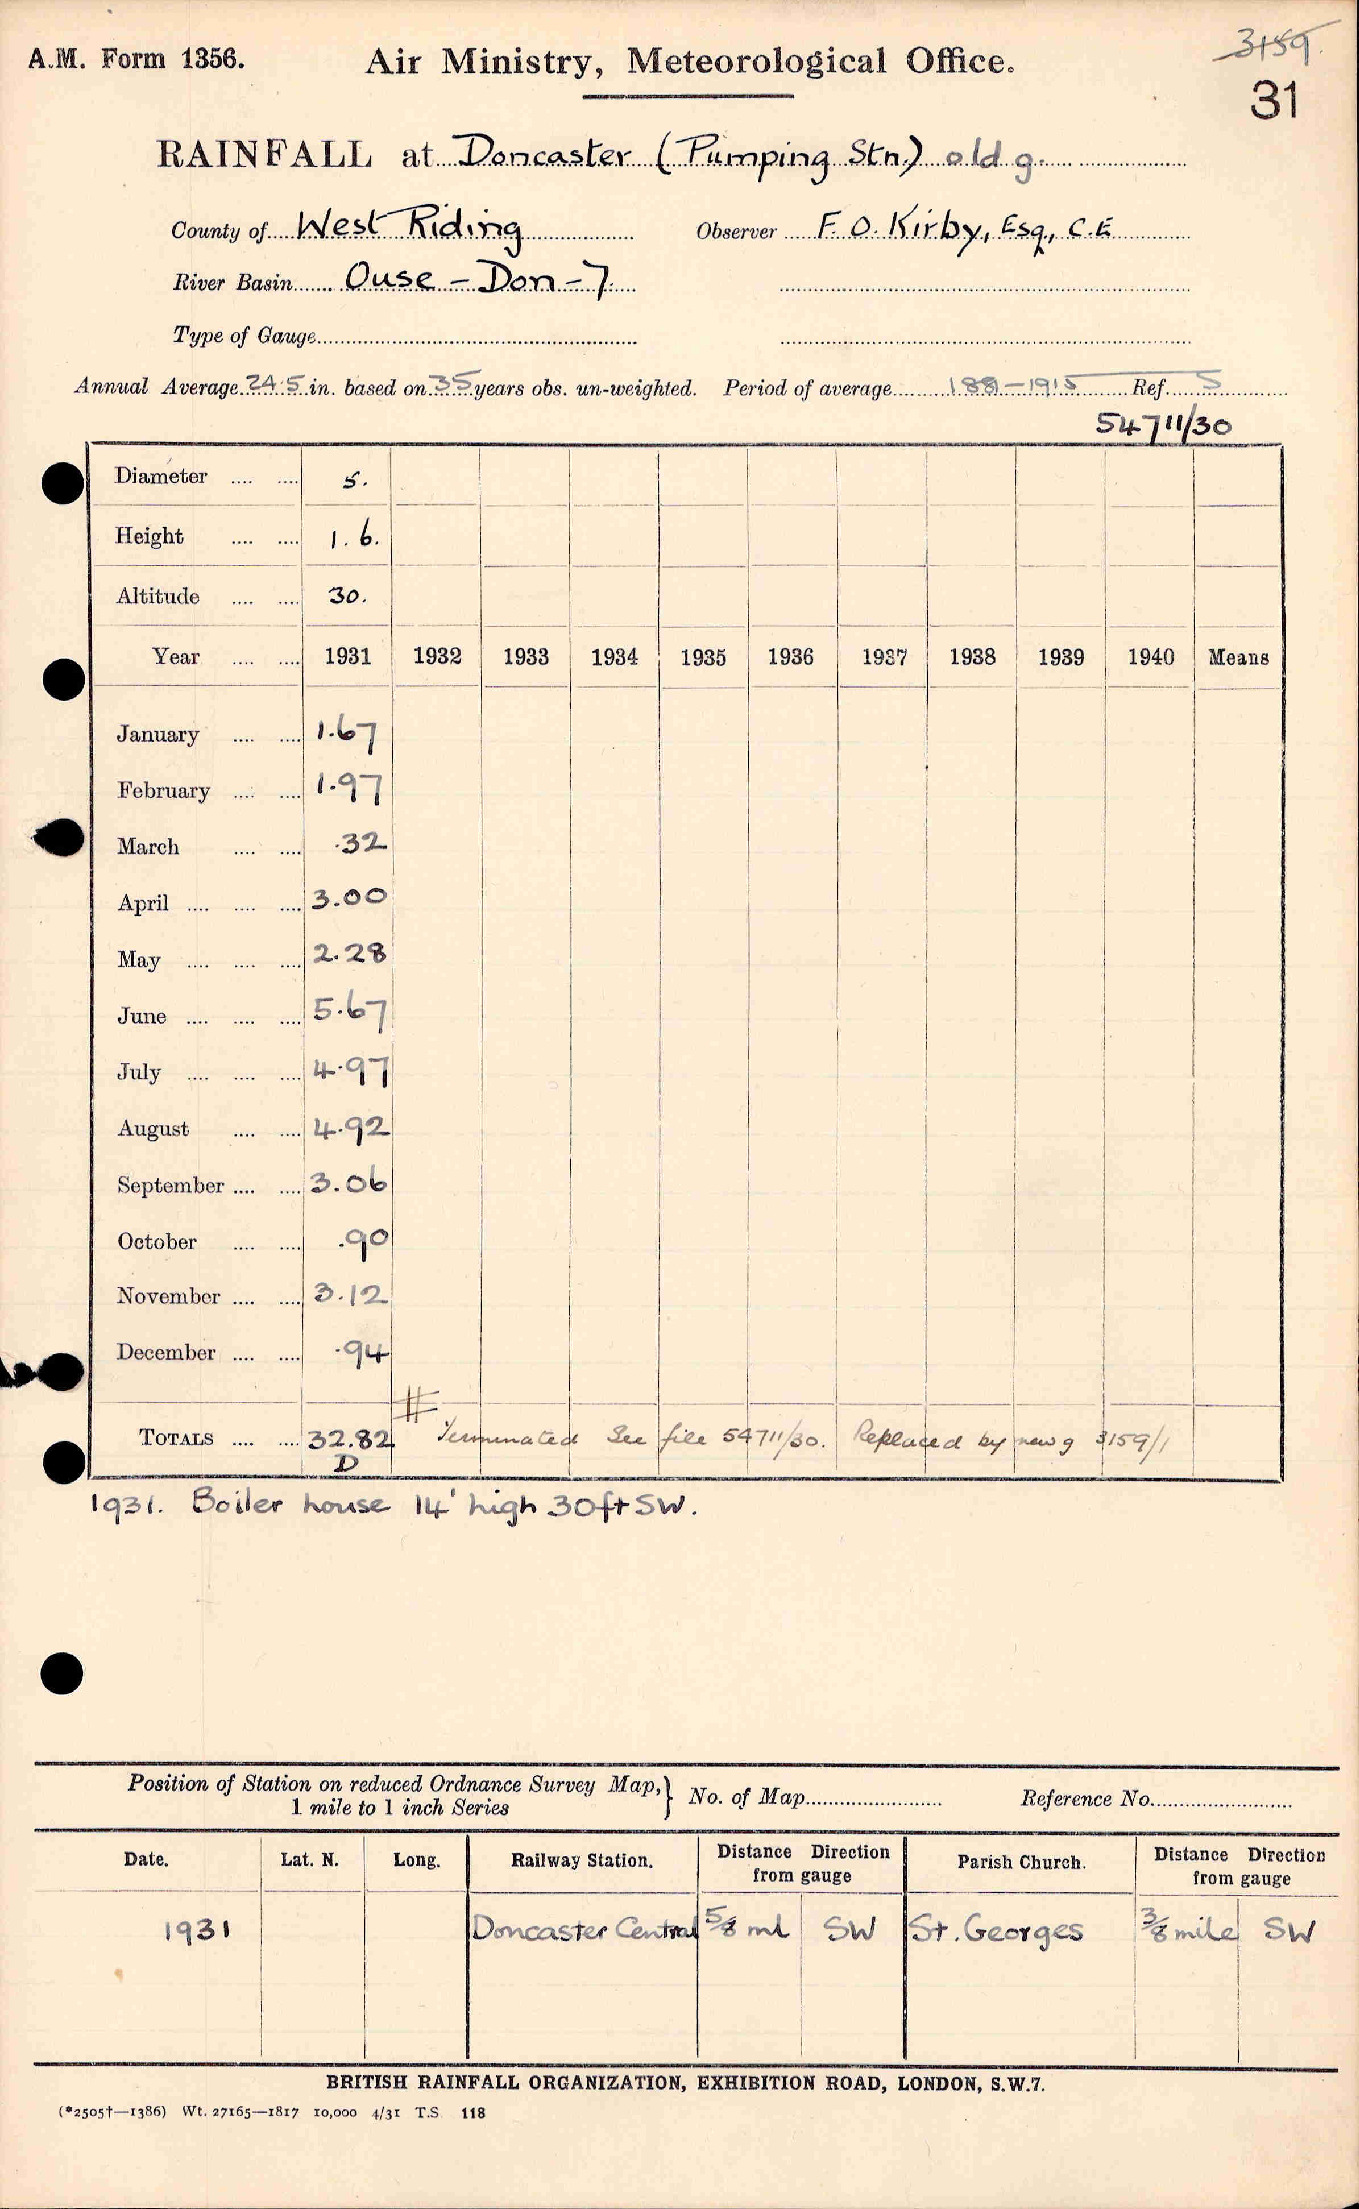 3159.
A.M. Form 1356. Air Ministry, Meteorological Office.
31
RAINFALL at Doncaster (Pumping Stn.) old g.
County of West Riding Observer F. O. Kirby, Esq., C.E
River Basin Ouse - Don - 7.
Type of Gauge
Annual Average 24.5 in. based on 35 years obs. un-weighted. Period of average 1881-1915 Ref. 5
54711/30
Diameter .... .... 5.
Height .... .... 1.6.
Altitude .... .... 30.
Year .... .... 1931 1932 1933 1934 1935 1936 1937 1938 1939 1940 Means
January .... .... 1.67
February .... .... 1.97
March .... .... .32
April .... .... .... 3.00
May .... .... .... 2.28
June .... .... .... 5.67
July .... .... .... 4.97
August .... .... 4.92
September .... .... 3.06
October .... .... .90
November .... .... 3.12
December .... .... .94
TOTALS .... .... 32.82 # Terminated See file 54711/30. Replaced by new g 3159/1
D
1931. Boiler house 14' high 30ft SW.
Position of Station on reduced Ordnance Survey Map,} No. of Map Reference No.
1 mile to 1 inch Series
Date. Lat. N. Long. Railway Station. Distance Direction from gauge Parish Church. Distance Direction from gauge
1931 Doncaster Central 5/8 ml SW St. Georges 3/8 mile SW
BRITISH RAINFALL ORGANIZATION, EXHIBITION ROAD, LONDON, S.W.7.
(*2505†—1386) Wt. 27165—1817 10,000 4/31 T.S. 118